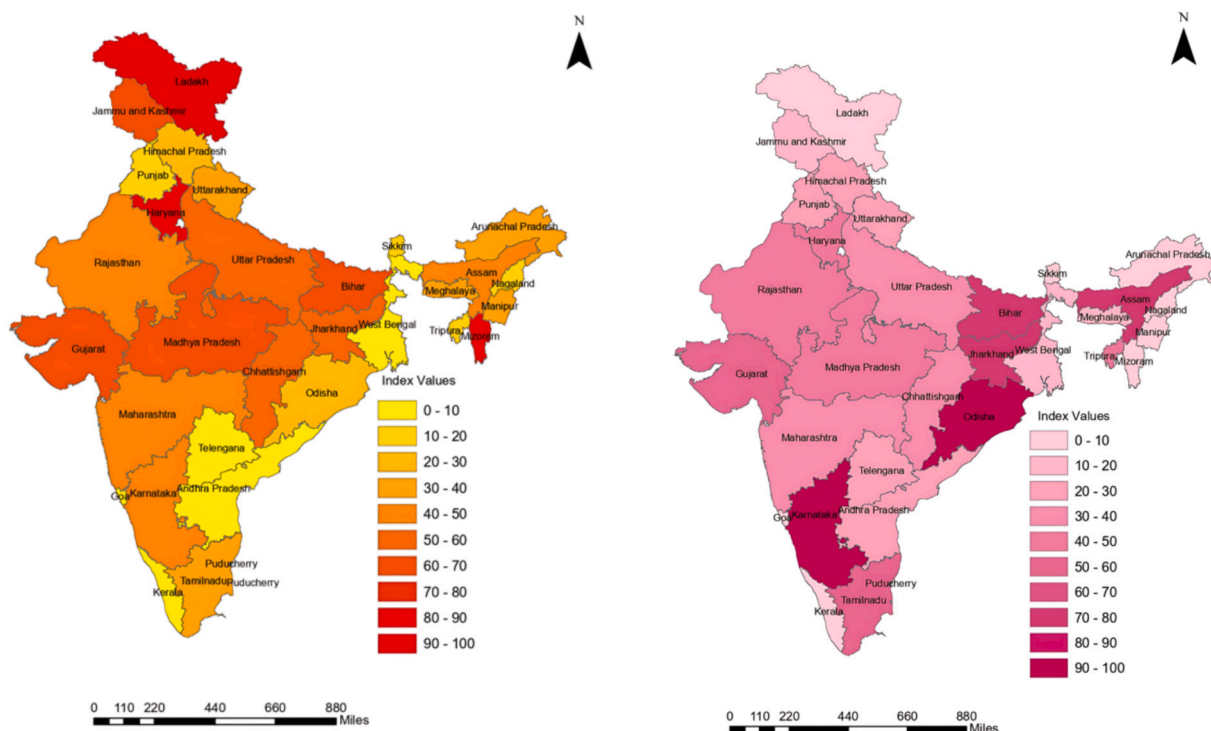 N
Ladakh
Jammu and Kashmir
Himachal Pradesh
Punjab
Uttarakhand
Haryana
Arunachal Pradesh
Sikkim
Rajasthan
Uttar Pradesh
Assam
Nagaland
Bihar
Meghalaya
Manipur
Jharkhand
West Bengal
Tripura
Mizoram
Gujarat
Madhya Pradesh
Chhattisgarh
Odisha
Maharashtra
Telengana
Goa
Karnataka
Andhra Pradesh
Puducherry
Tamilnadu
Puducherry
Kerala
Index Values
0 - 10
10 - 20
20 - 30
30 - 40
40 - 50
50 - 60
60 - 70
70 - 80
80 - 90
90 - 100
0 110 220 440 660 880
Miles
N
Ladakh
Jammu and Kashmir
Himachal Pradesh
Punjab
Uttarakhand
Haryana
Arunachal Pradesh
Sikkim
Rajasthan
Uttar Pradesh
Assam
Nagaland
Bihar
Meghalaya
Manipur
Jharkhand
West Bengal
Tripura
Mizoram
Gujarat
Madhya Pradesh
Chhattisgarh
Odisha
Maharashtra
Telengana
Goa
Karnataka
Andhra Pradesh
Puducherry
Tamilnadu
Kerala
Index Values
0 - 10
10 - 20
20 - 30
30 - 40
40 - 50
50 - 60
60 - 70
70 - 80
80 - 90
90 - 100
0 110 220 440 660 880
Miles